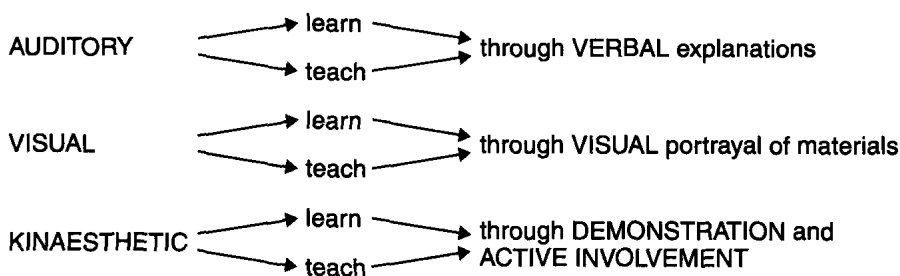 learn
AUDITORY
through VERBAL explanations
teach
learn
VISUAL
through VISUAL portrayal of materials
teach
learn
through DEMONSTRATION and
KINAESTHETIC
ACTIVE INVOLVEMENT
teach